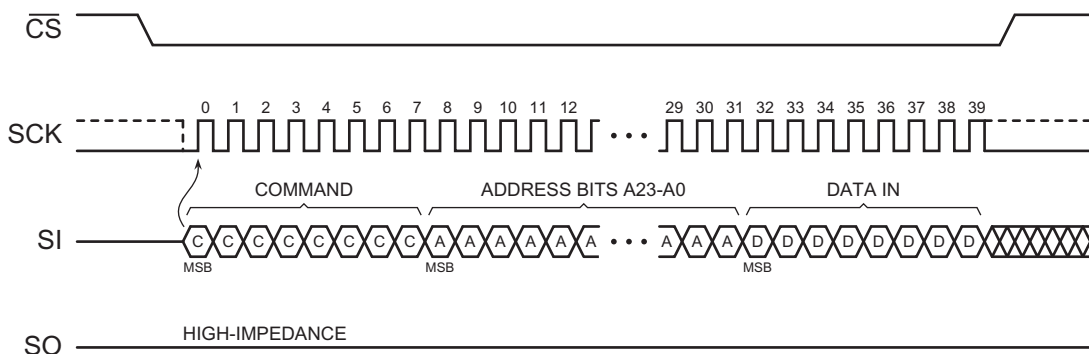 C̅S̅
0 1 2 3 4 5 6 7 8 9 10 11 12 29 30 31 32 33 34 35 36 37 38 39
SCK
COMMAND ADDRESS BITS A23-A0 DATA IN
SI C C C C C C C C A A A A A A A A A D D D D D D D D
MSB MSB MSB
HIGH-IMPEDANCE
SO